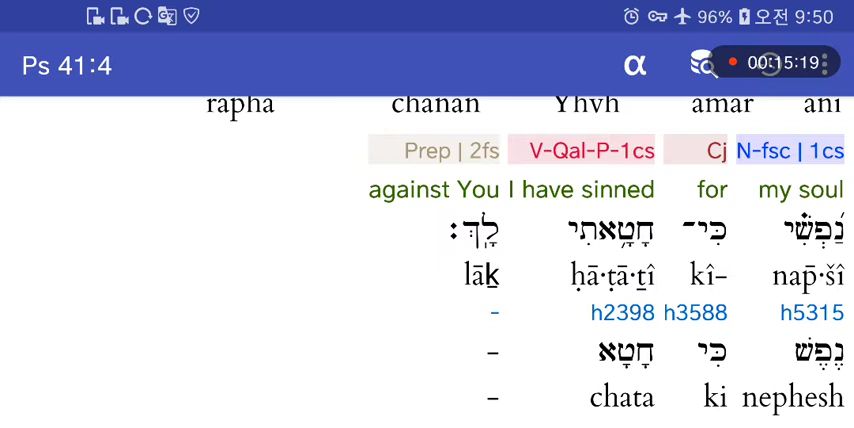 96% 오전 9:50
Ps 41:4 α 00:15:19
rapha chanan Yhvh amar ani
Prep | 2fs V-Qal-P-1cs Cj N-fsc | 1cs
against You I have sinned for my soul
נַ֝פְשִׁ֗י כִּי־ חָטָ֥אתִי לָֽךְ׃
lāḵ ḥā·ṭā·ṯî kî- nap̄·šî
- h2398 h3588 h5315
נֶפֶשׁ כִּי חָטָא -
- chata ki nephesh